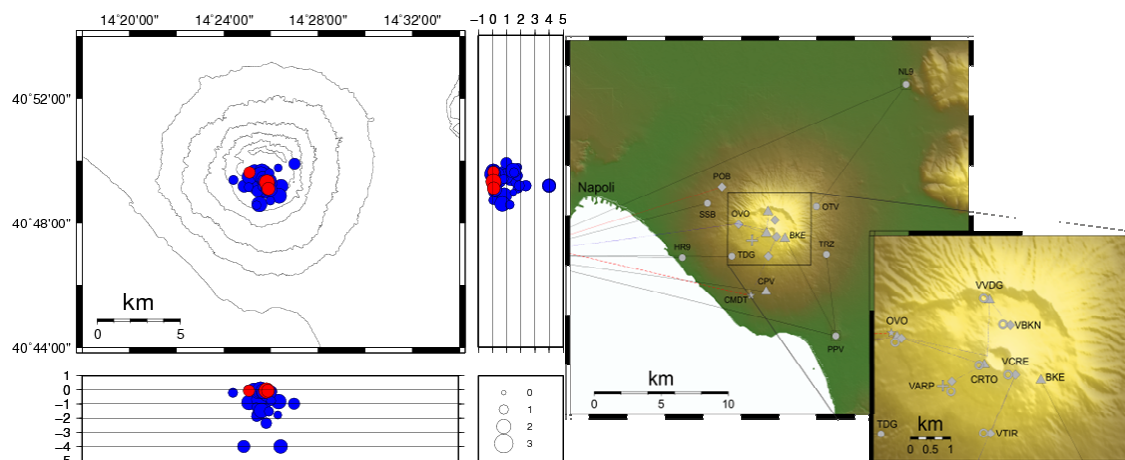 14°20'00" 14°24'00" 14°28'00" 14°32'00"
−1 0 1 2 3 4 5
40°52'00"
40°48'00"
40°44'00"
km
0 5
1
0
−1
−2
−3
−4
0
1
2
3
NL9
POB
Napoli
SSB
OVO
OTV
BKE
HR9
TDG
TRZ
CPV
CMDT
PPV
km
0 5 10
VVDG
OVO
VBKN
VCRE
CRTO
BKE
VARP
TDG
VTIR
km
0 0.5 1